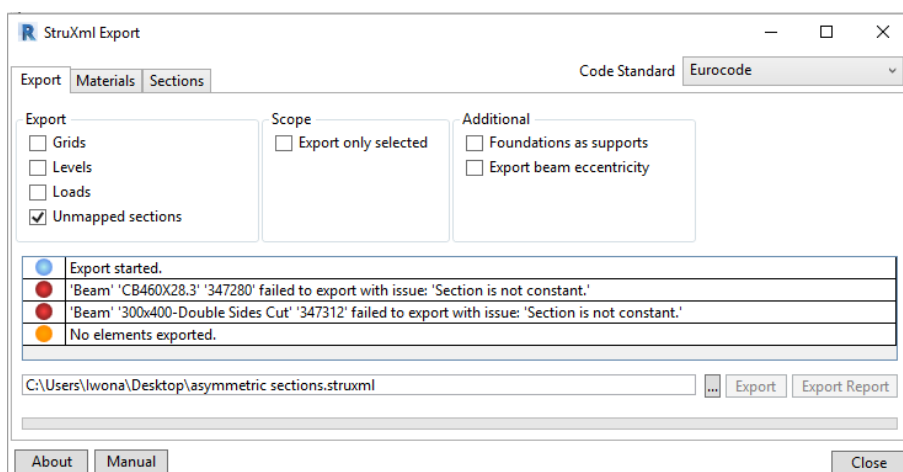 StruXml Export
Code Standard Eurocode
Export Materials Sections
Export Scope Additional
Grids Export only selected Foundations as supports
Levels Export beam eccentricity
Loads
Unmapped sections
Export started.
'Beam' 'CB460X28.3' '347280' failed to export with issue: 'Section is not constant.'
'Beam' '300x400-Double Sides Cut' '347312' failed to export with issue: 'Section is not constant.'
No elements exported.
C:\Users\Iwona\Desktop\asymmetric sections.struxml ... Export Export Report
About Manual Close